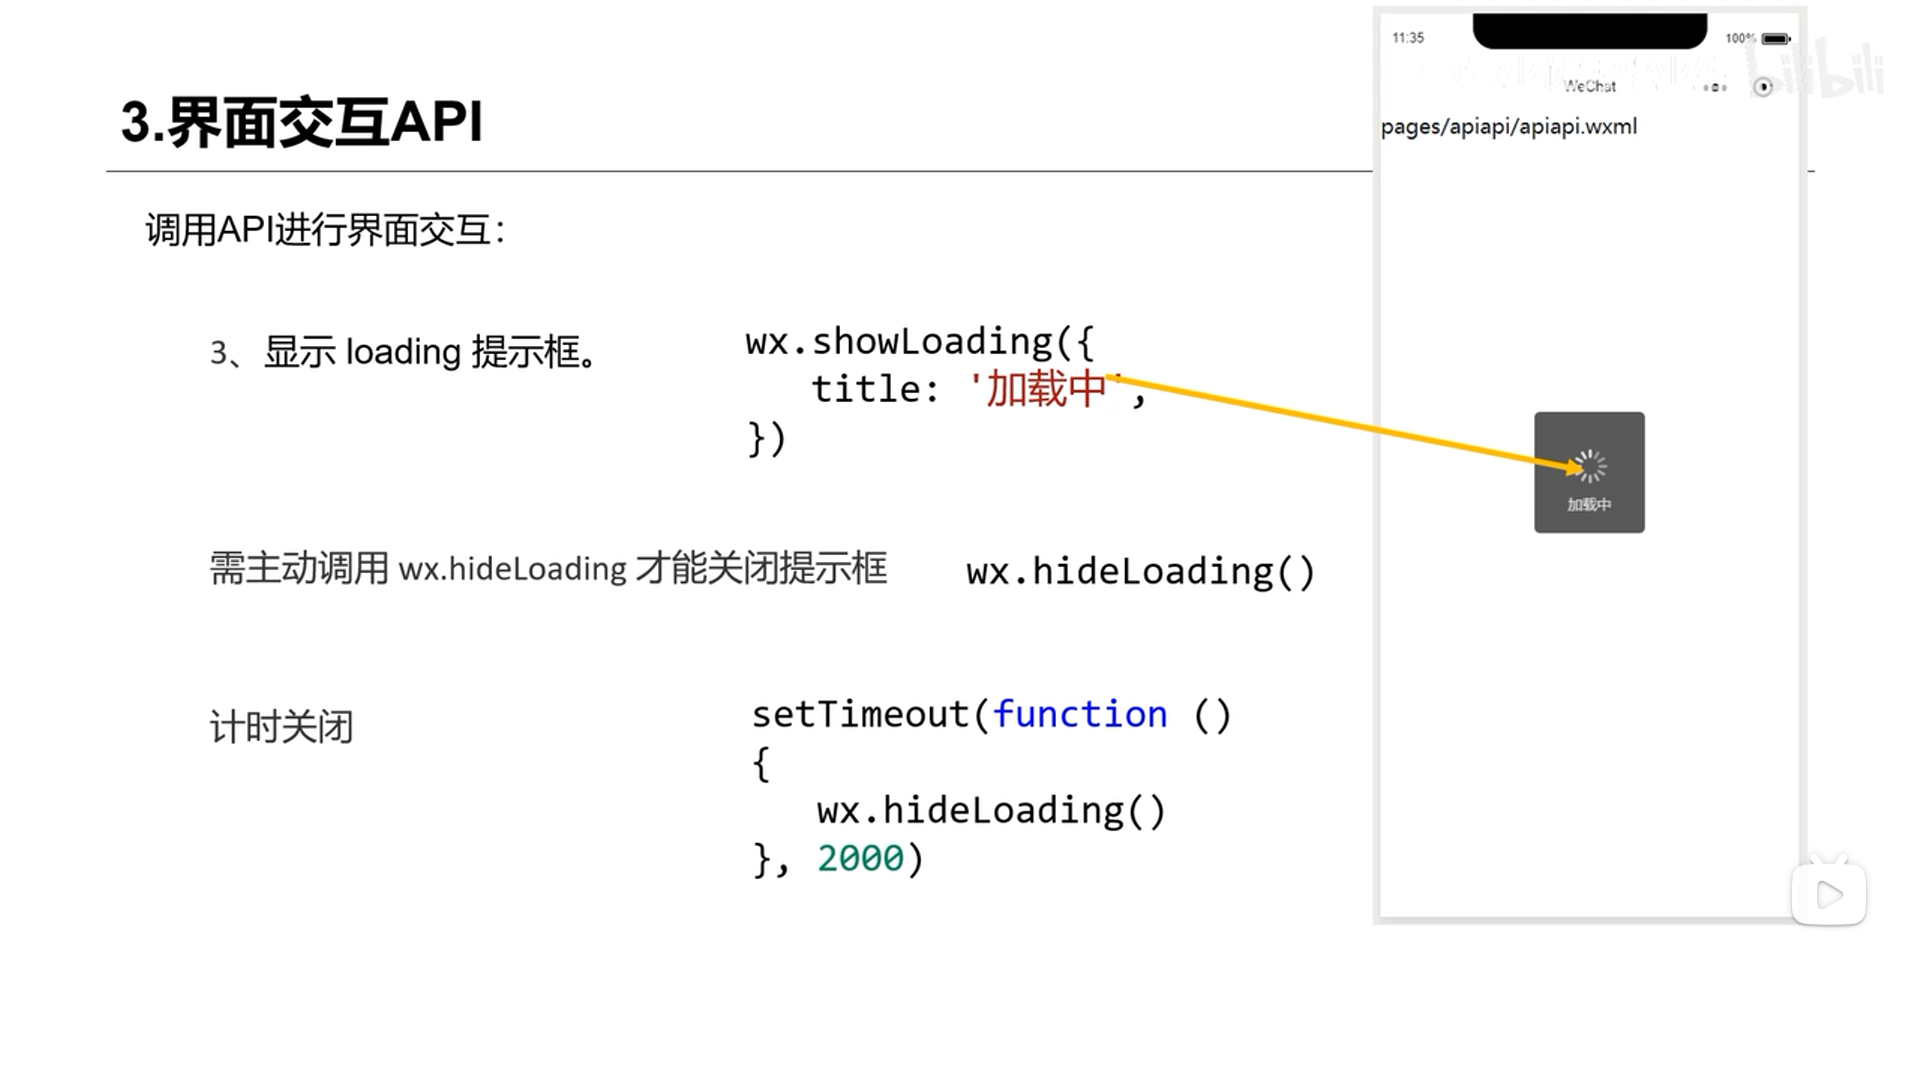 3.界面交互API
调用API进行界面交互：
3、显示 loading 提示框。
wx.showLoading({
title: '加载中',
})
需主动调用 wx.hideLoading 才能关闭提示框
wx.hideLoading()
计时关闭
setTimeout(function ()
{
wx.hideLoading()
}, 2000)
11:35
100%
WeChat
bilibili
pages/apiapi/apiapi.wxml
加载中